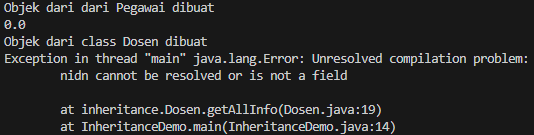 Objek dari dari Pegawai dibuat
0.0
Objek dari class Dosen dibuat
Exception in thread "main" java.lang.Error: Unresolved compilation problem:
nidn cannot be resolved or is not a field
at inheritance.Dosen.getAllInfo(Dosen.java:19)
at InheritanceDemo.main(InheritanceDemo.java:14)